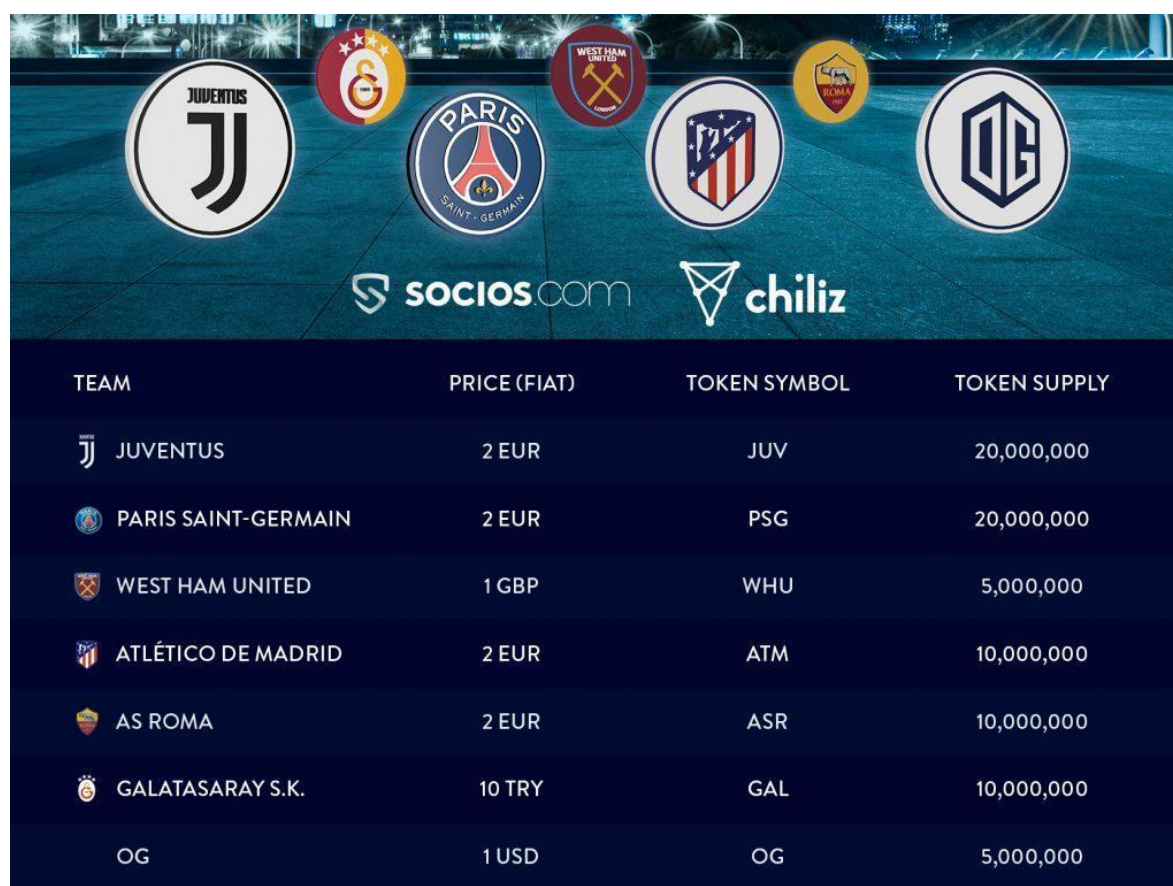 JUVENTUS
PARIS
SAINT-GERMAIN
WEST HAM
UNITED
LONDON
ROMA
1927
OG
socios.com chiliz
TEAM PRICE (FIAT) TOKEN SYMBOL TOKEN SUPPLY
JUVENTUS 2 EUR JUV 20,000,000
PARIS SAINT-GERMAIN 2 EUR PSG 20,000,000
WEST HAM UNITED 1 GBP WHU 5,000,000
ATLÉTICO DE MADRID 2 EUR ATM 10,000,000
AS ROMA 2 EUR ASR 10,000,000
GALATASARAY S.K. 10 TRY GAL 10,000,000
OG 1 USD OG 5,000,000